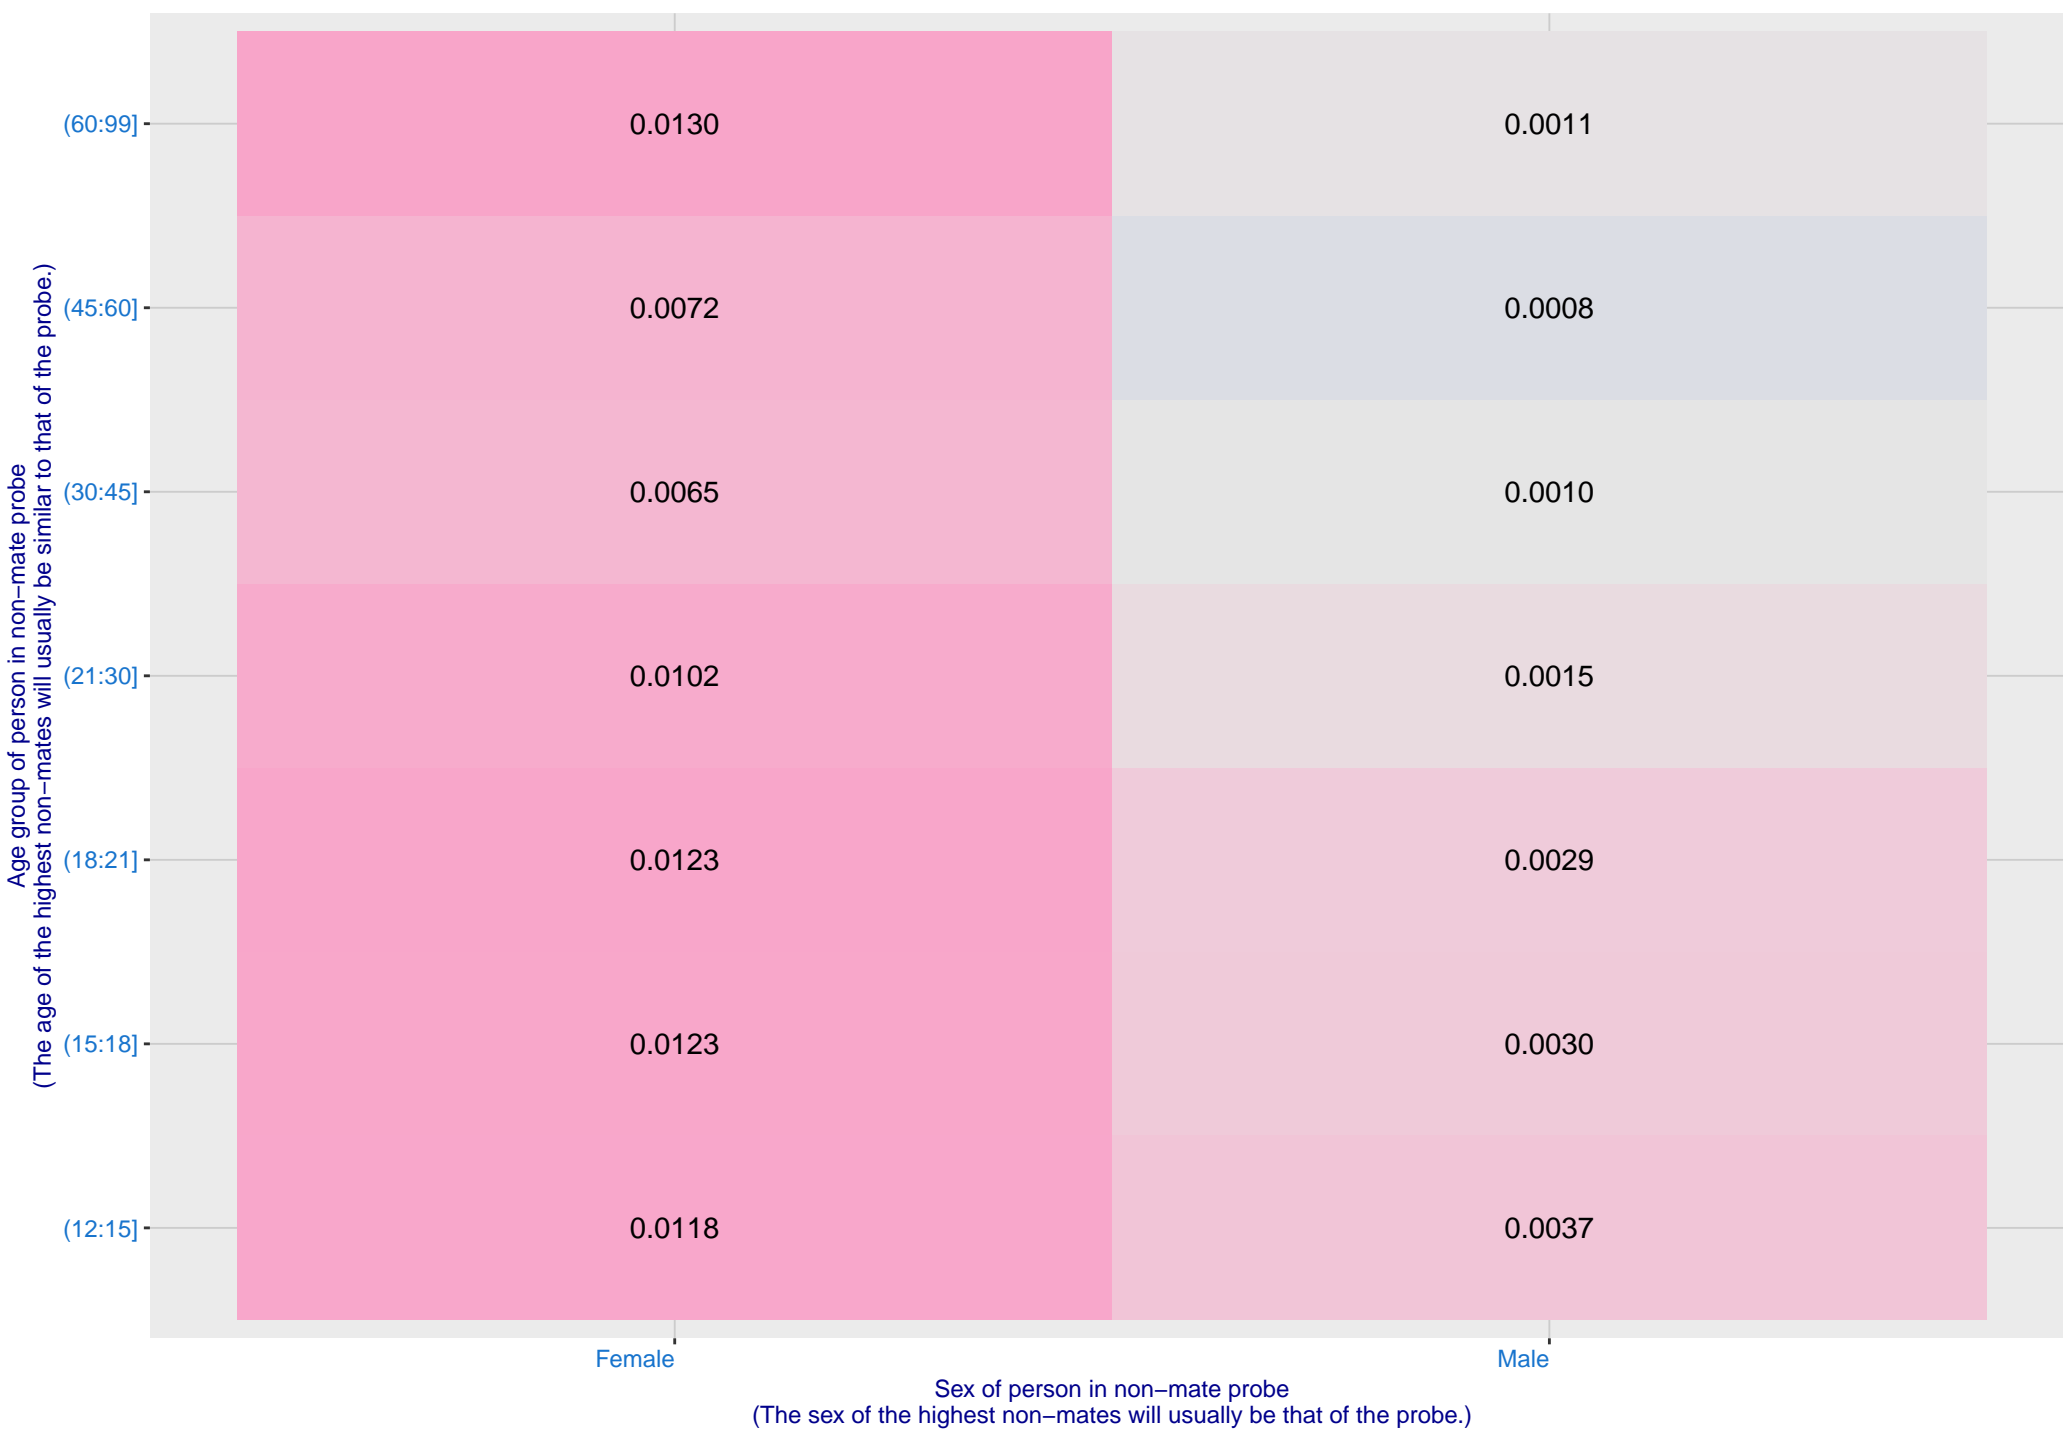 Age group of person in non−mate probe
(The age of the highest non−mates will usually be similar to that of the probe.)
(60:99] 0.0130 0.0011
(45:60] 0.0072 0.0008
(30:45] 0.0065 0.0010
(21:30] 0.0102 0.0015
(18:21] 0.0123 0.0029
(15:18] 0.0123 0.0030
(12:15] 0.0118 0.0037
Female Male
Sex of person in non−mate probe
(The sex of the highest non−mates will usually be that of the probe.)